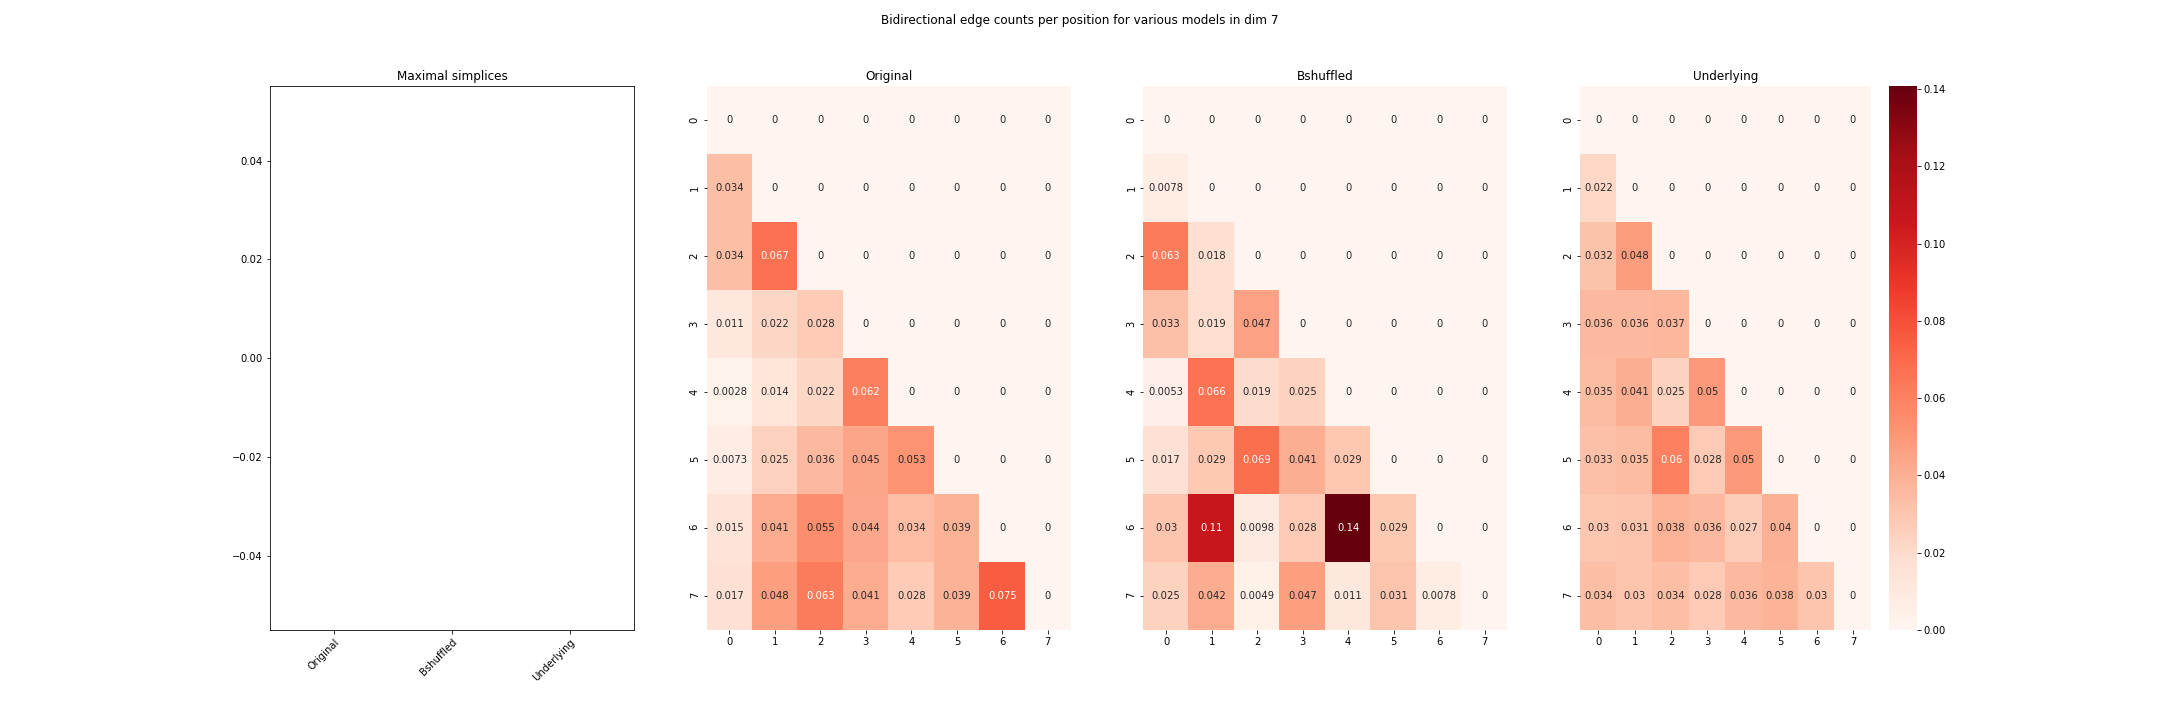 Bidirectional edge counts per position for various models in dim 7
Maximal simplices
0.04
0.02
0.00
−0.02
−0.04
Original
Bshuffled
Underlying
Original
0 0 0 0 0 0 0 0 0
1 0.034 0 0 0 0 0 0 0
2 0.034 0.067 0 0 0 0 0 0
3 0.011 0.022 0.028 0 0 0 0 0
4 0.0028 0.014 0.022 0.062 0 0 0 0
5 0.0073 0.025 0.036 0.045 0.053 0 0 0
6 0.015 0.041 0.055 0.044 0.034 0.039 0 0
7 0.017 0.048 0.063 0.041 0.028 0.039 0.075 0
0 1 2 3 4 5 6 7
Bshuffled
0 0 0 0 0 0 0 0 0
1 0.0078 0 0 0 0 0 0 0
2 0.063 0.018 0 0 0 0 0 0
3 0.033 0.019 0.047 0 0 0 0 0
4 0.0053 0.066 0.019 0.025 0 0 0 0
5 0.017 0.029 0.069 0.041 0.029 0 0 0
6 0.03 0.11 0.0098 0.028 0.14 0.029 0 0
7 0.025 0.042 0.0049 0.047 0.011 0.031 0.0078 0
0 1 2 3 4 5 6 7
Underlying
0 0 0 0 0 0 0 0 0
1 0.022 0 0 0 0 0 0 0
2 0.032 0.048 0 0 0 0 0 0
3 0.036 0.036 0.037 0 0 0 0 0
4 0.035 0.041 0.025 0.05 0 0 0 0
5 0.033 0.035 0.06 0.028 0.05 0 0 0
6 0.03 0.031 0.038 0.036 0.027 0.04 0 0
7 0.034 0.03 0.034 0.028 0.036 0.038 0.03 0
0 1 2 3 4 5 6 7
0.14
0.12
0.10
0.08
0.06
0.04
0.02
0.00